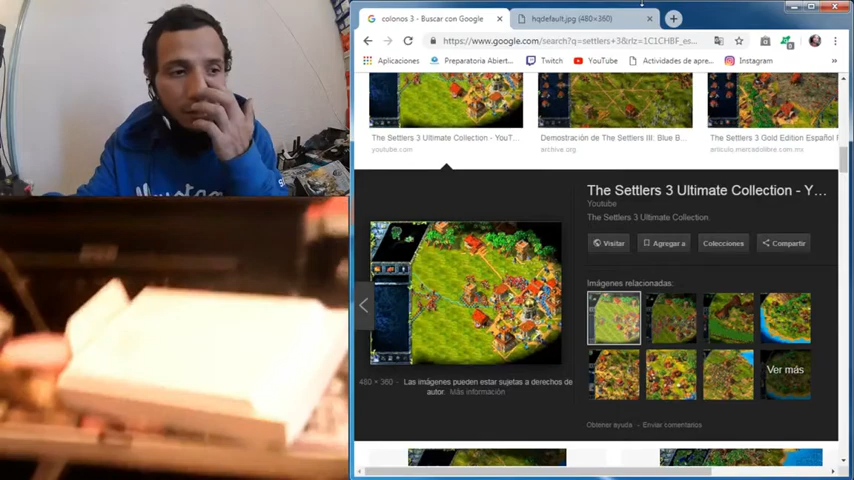 colonos 3 - Buscar con Google
hqdefault.jpg (480×360)
https://www.google.com/search?q=settlers+3&rlz=1C1CHBF_es...
Aplicaciones
Preparatoria Abiert...
Twitch
YouTube
Actividades de apre...
Instagram
The Settlers 3 Ultimate Collection - YouT...
Demostración de The Settlers III: Blue B...
The Settlers 3 Gold Edition Español F
youtube.com
archive.org
articulo.mercadolibre.com.mx
The Settlers 3 Ultimate Collection - Y...
Youtube
The Settlers 3 Ultimate Collection.
Visitar
Agregar a
Colecciones
Compartir
Imágenes relacionadas:
Ver más
480 × 360 - Las imágenes pueden estar sujetas a derechos de
autor. Más información
Obtener ayuda - Enviar comentarios